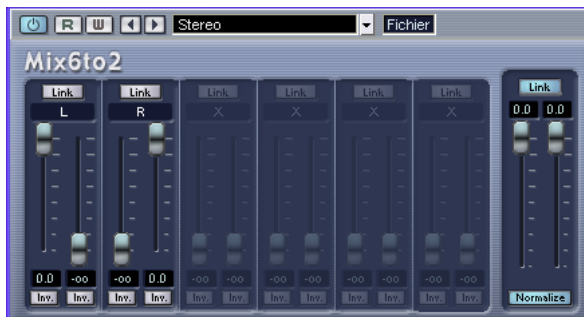 R W Stereo Fichier
Mix6to2
Link Link Link Link Link Link Link
L R X X X X 0.0 0.0
0.0 -oo -oo 0.0 -oo -oo -oo -oo -oo -oo -oo -oo
Inv. Inv. Inv. Inv. Inv. Inv. Inv. Inv. Inv. Inv. Inv. Inv. Normalize